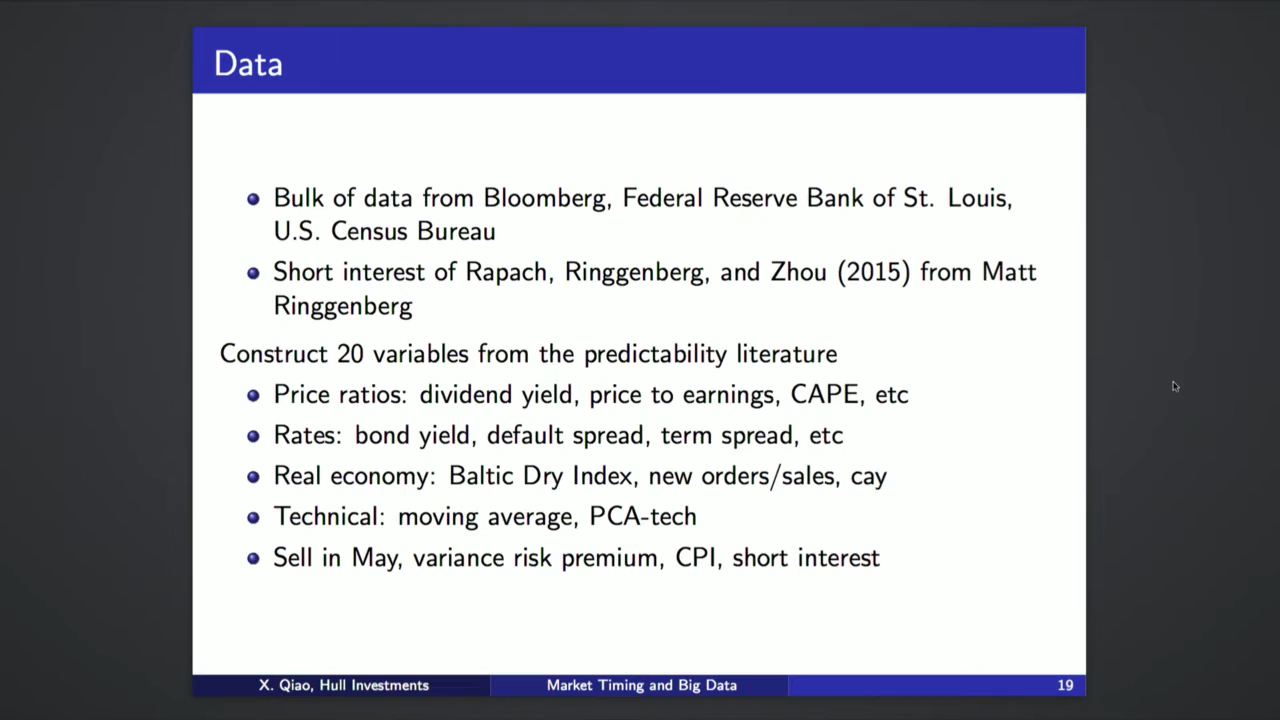 Data
Bulk of data from Bloomberg, Federal Reserve Bank of St. Louis,
U.S. Census Bureau
Short interest of Rapach, Ringgenberg, and Zhou (2015) from Matt
Ringgenberg
Construct 20 variables from the predictability literature
Price ratios: dividend yield, price to earnings, CAPE, etc
Rates: bond yield, default spread, term spread, etc
Real economy: Baltic Dry Index, new orders/sales, cay
Technical: moving average, PCA-tech
Sell in May, variance risk premium, CPI, short interest
X. Qiao, Hull Investments
Market Timing and Big Data
19